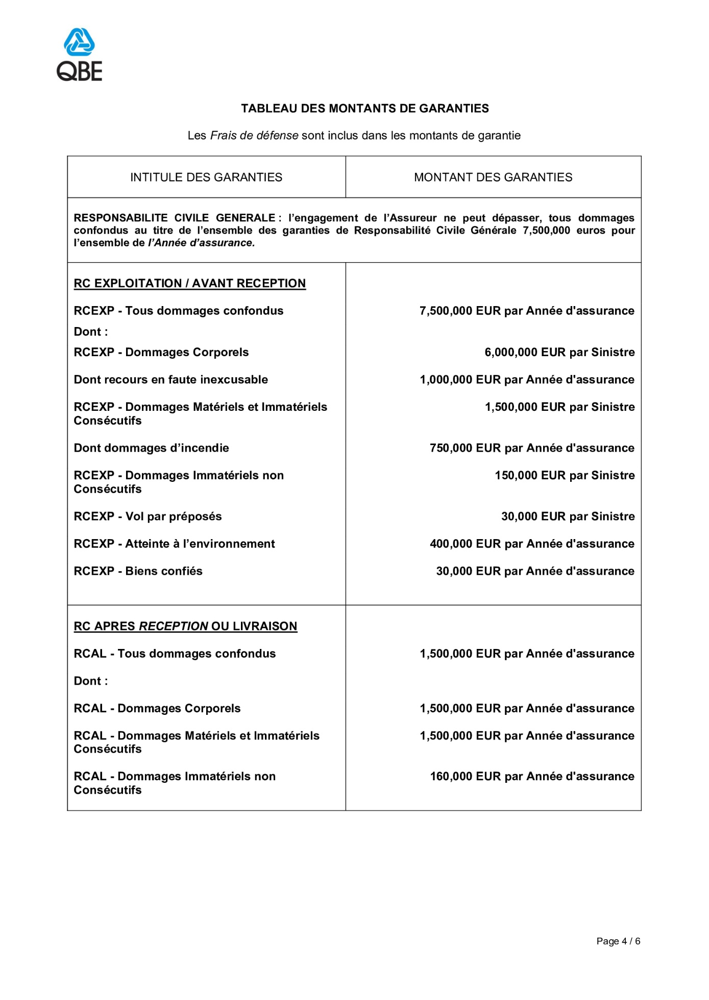 QBE
TABLEAU DES MONTANTS DE GARANTIES
Les Frais de défense sont inclus dans les montants de garantie
INTITULE DES GARANTIES
MONTANT DES GARANTIES
RESPONSABILITE CIVILE GENERALE : l’engagement de l’Assureur ne peut dépasser, tous dommages
confondus au titre de l’ensemble des garanties de Responsabilité Civile Générale 7,500,000 euros pour
l’ensemble de l’Année d’assurance.
RC EXPLOITATION / AVANT RECEPTION
RCEXP - Tous dommages confondus 7,500,000 EUR par Année d'assurance
Dont :
RCEXP - Dommages Corporels 6,000,000 EUR par Sinistre
Dont recours en faute inexcusable 1,000,000 EUR par Année d'assurance
RCEXP - Dommages Matériels et Immatériels 1,500,000 EUR par Sinistre
Consécutifs
Dont dommages d’incendie 750,000 EUR par Année d'assurance
RCEXP - Dommages Immatériels non 150,000 EUR par Sinistre
Consécutifs
RCEXP - Vol par préposés 30,000 EUR par Sinistre
RCEXP - Atteinte à l’environnement 400,000 EUR par Année d'assurance
RCEXP - Biens confiés 30,000 EUR par Année d'assurance
RC APRES RECEPTION OU LIVRAISON
RCAL - Tous dommages confondus 1,500,000 EUR par Année d'assurance
Dont :
RCAL - Dommages Corporels 1,500,000 EUR par Année d'assurance
RCAL - Dommages Matériels et Immatériels 1,500,000 EUR par Année d'assurance
Consécutifs
RCAL - Dommages Immatériels non 160,000 EUR par Année d'assurance
Consécutifs
Page 4 / 6